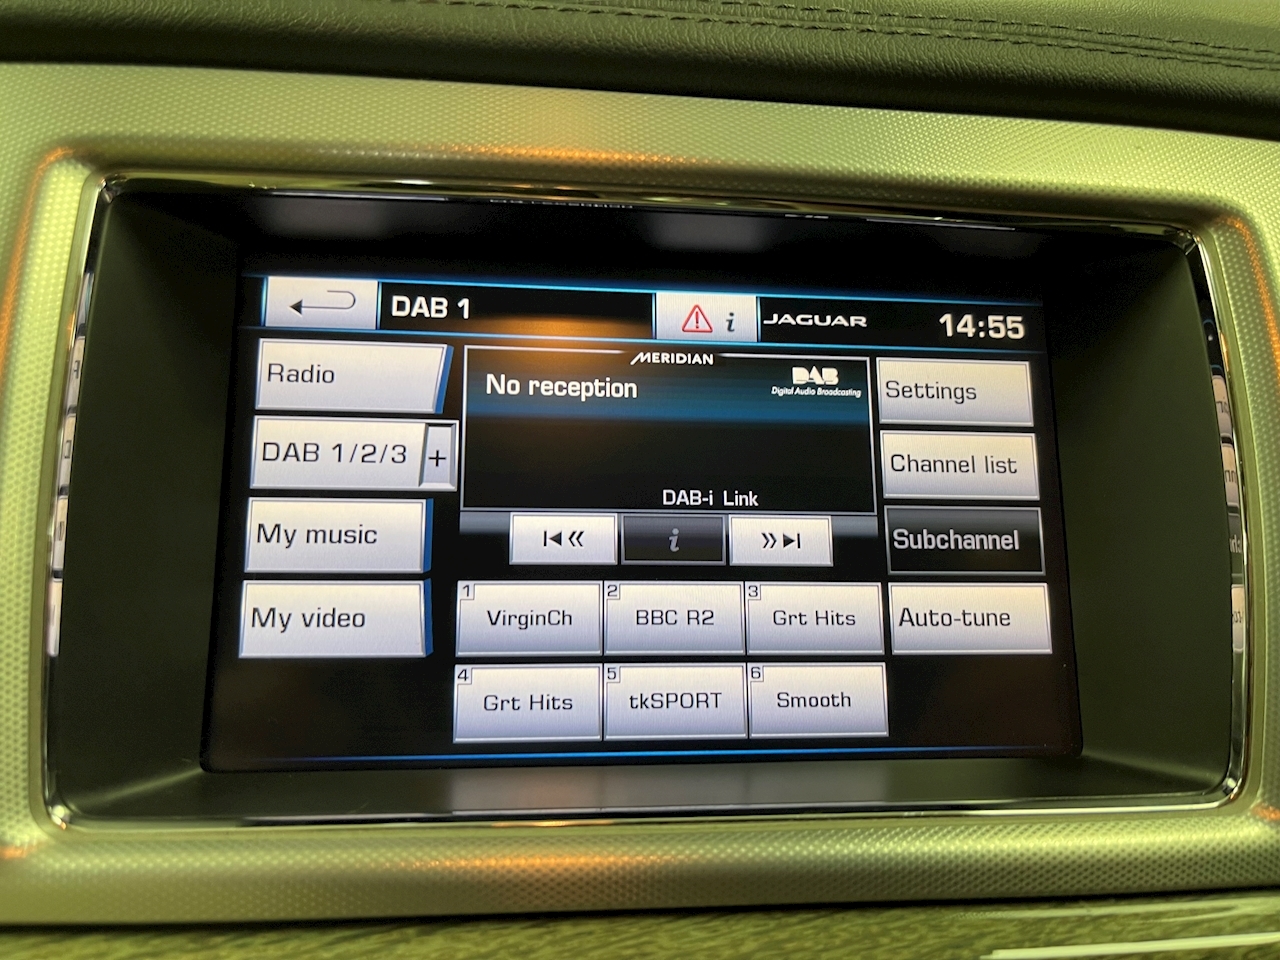 DAB 1
i
JAGUAR
14:55
Radio
DAB 1/2/3 +
My music
My video
MERIDIAN
No reception
DAB
Digital Audio Broadcasting
DAB-i Link
i
Settings
Channel list
Subchannel
Auto-tune
1 VirginCh
2 BBC R2
3 Grt Hits
4 Grt Hits
5 tkSPORT
6 Smooth